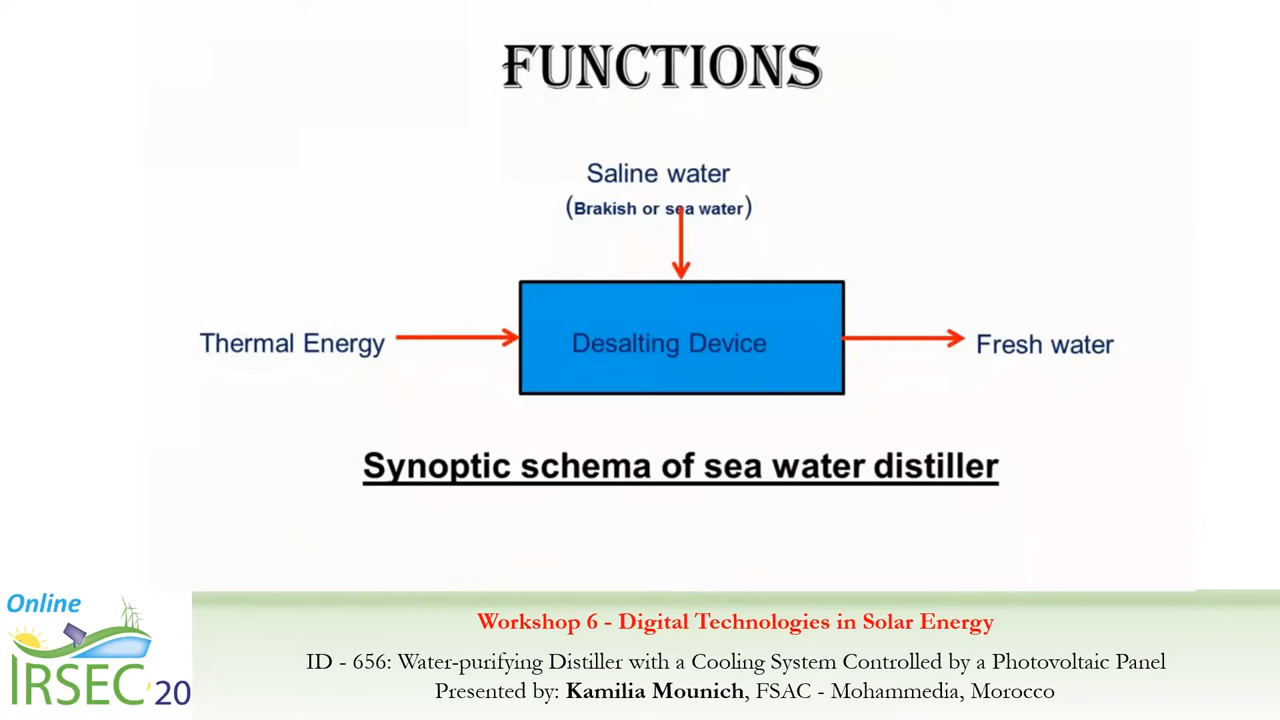 FUNCTIONS
Saline water
(Brakish or sea water)
Thermal Energy
Desalting Device
Fresh water
Synoptic schema of sea water distiller
Online
IRSEC'20
Workshop 6 - Digital Technologies in Solar Energy
ID - 656: Water-purifying Distiller with a Cooling System Controlled by a Photovoltaic Panel
Presented by: Kamilia Mounich, FSAC - Mohammedia, Morocco